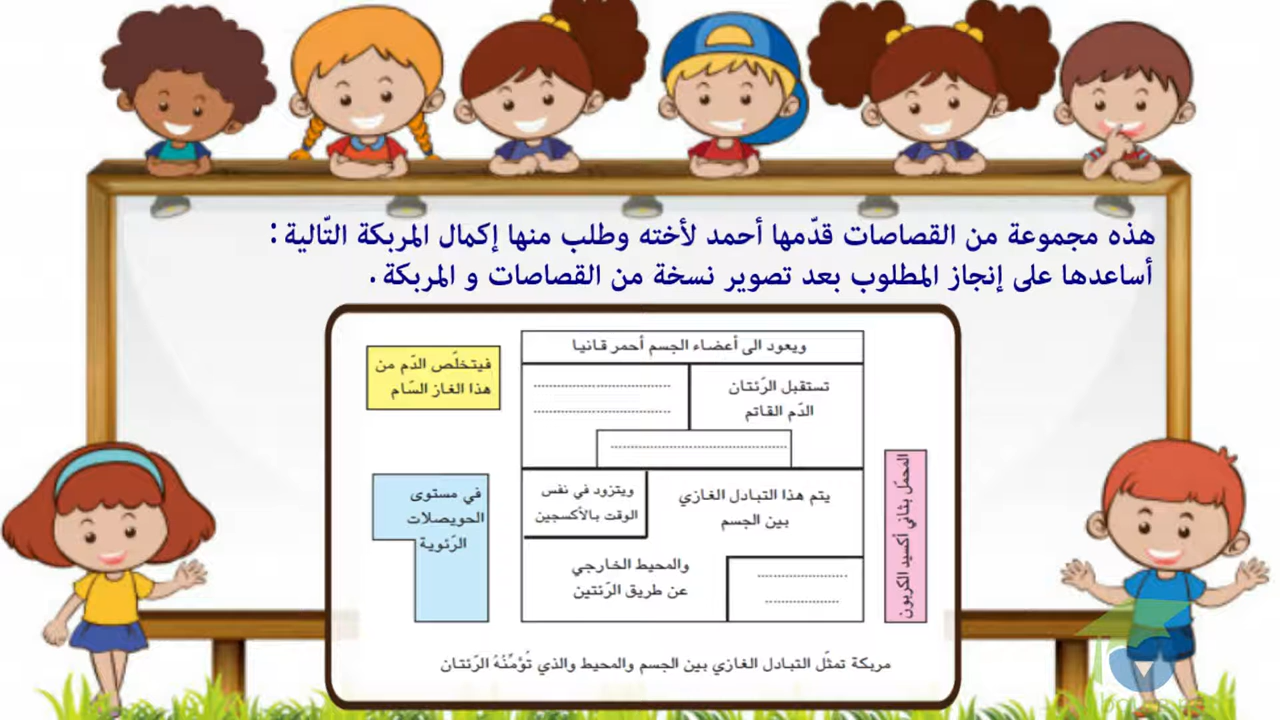 هذه مجموعة من القصاصات قدّمها أحمد لأخته وطلب منها إكمال المربكة التّالية :
أساعدها على إنجاز المطلوب بعد تصوير نسخة من القصاصات و المربكة .
ويعود الى أعضاء الجسم أحمر قانيا
تستقبل الرّئتان
الدّم القاتم
فيتخلّص الدّم من
هذا الغاز السّام
يتم هذا التبادل الغازي
بين الجسم
ويتزود في نفس
الوقت بالأكسجين
والمحيط الخارجي
عن طريق الرّئتين
المحمّل بثاني أكسيد الكربون
في مستوى
الحويصلات
الرّئوية
مربكة تمثّل التبادل الغازي بين الجسم والمحيط والذي تُؤَمِّنُهُ الرّئتان